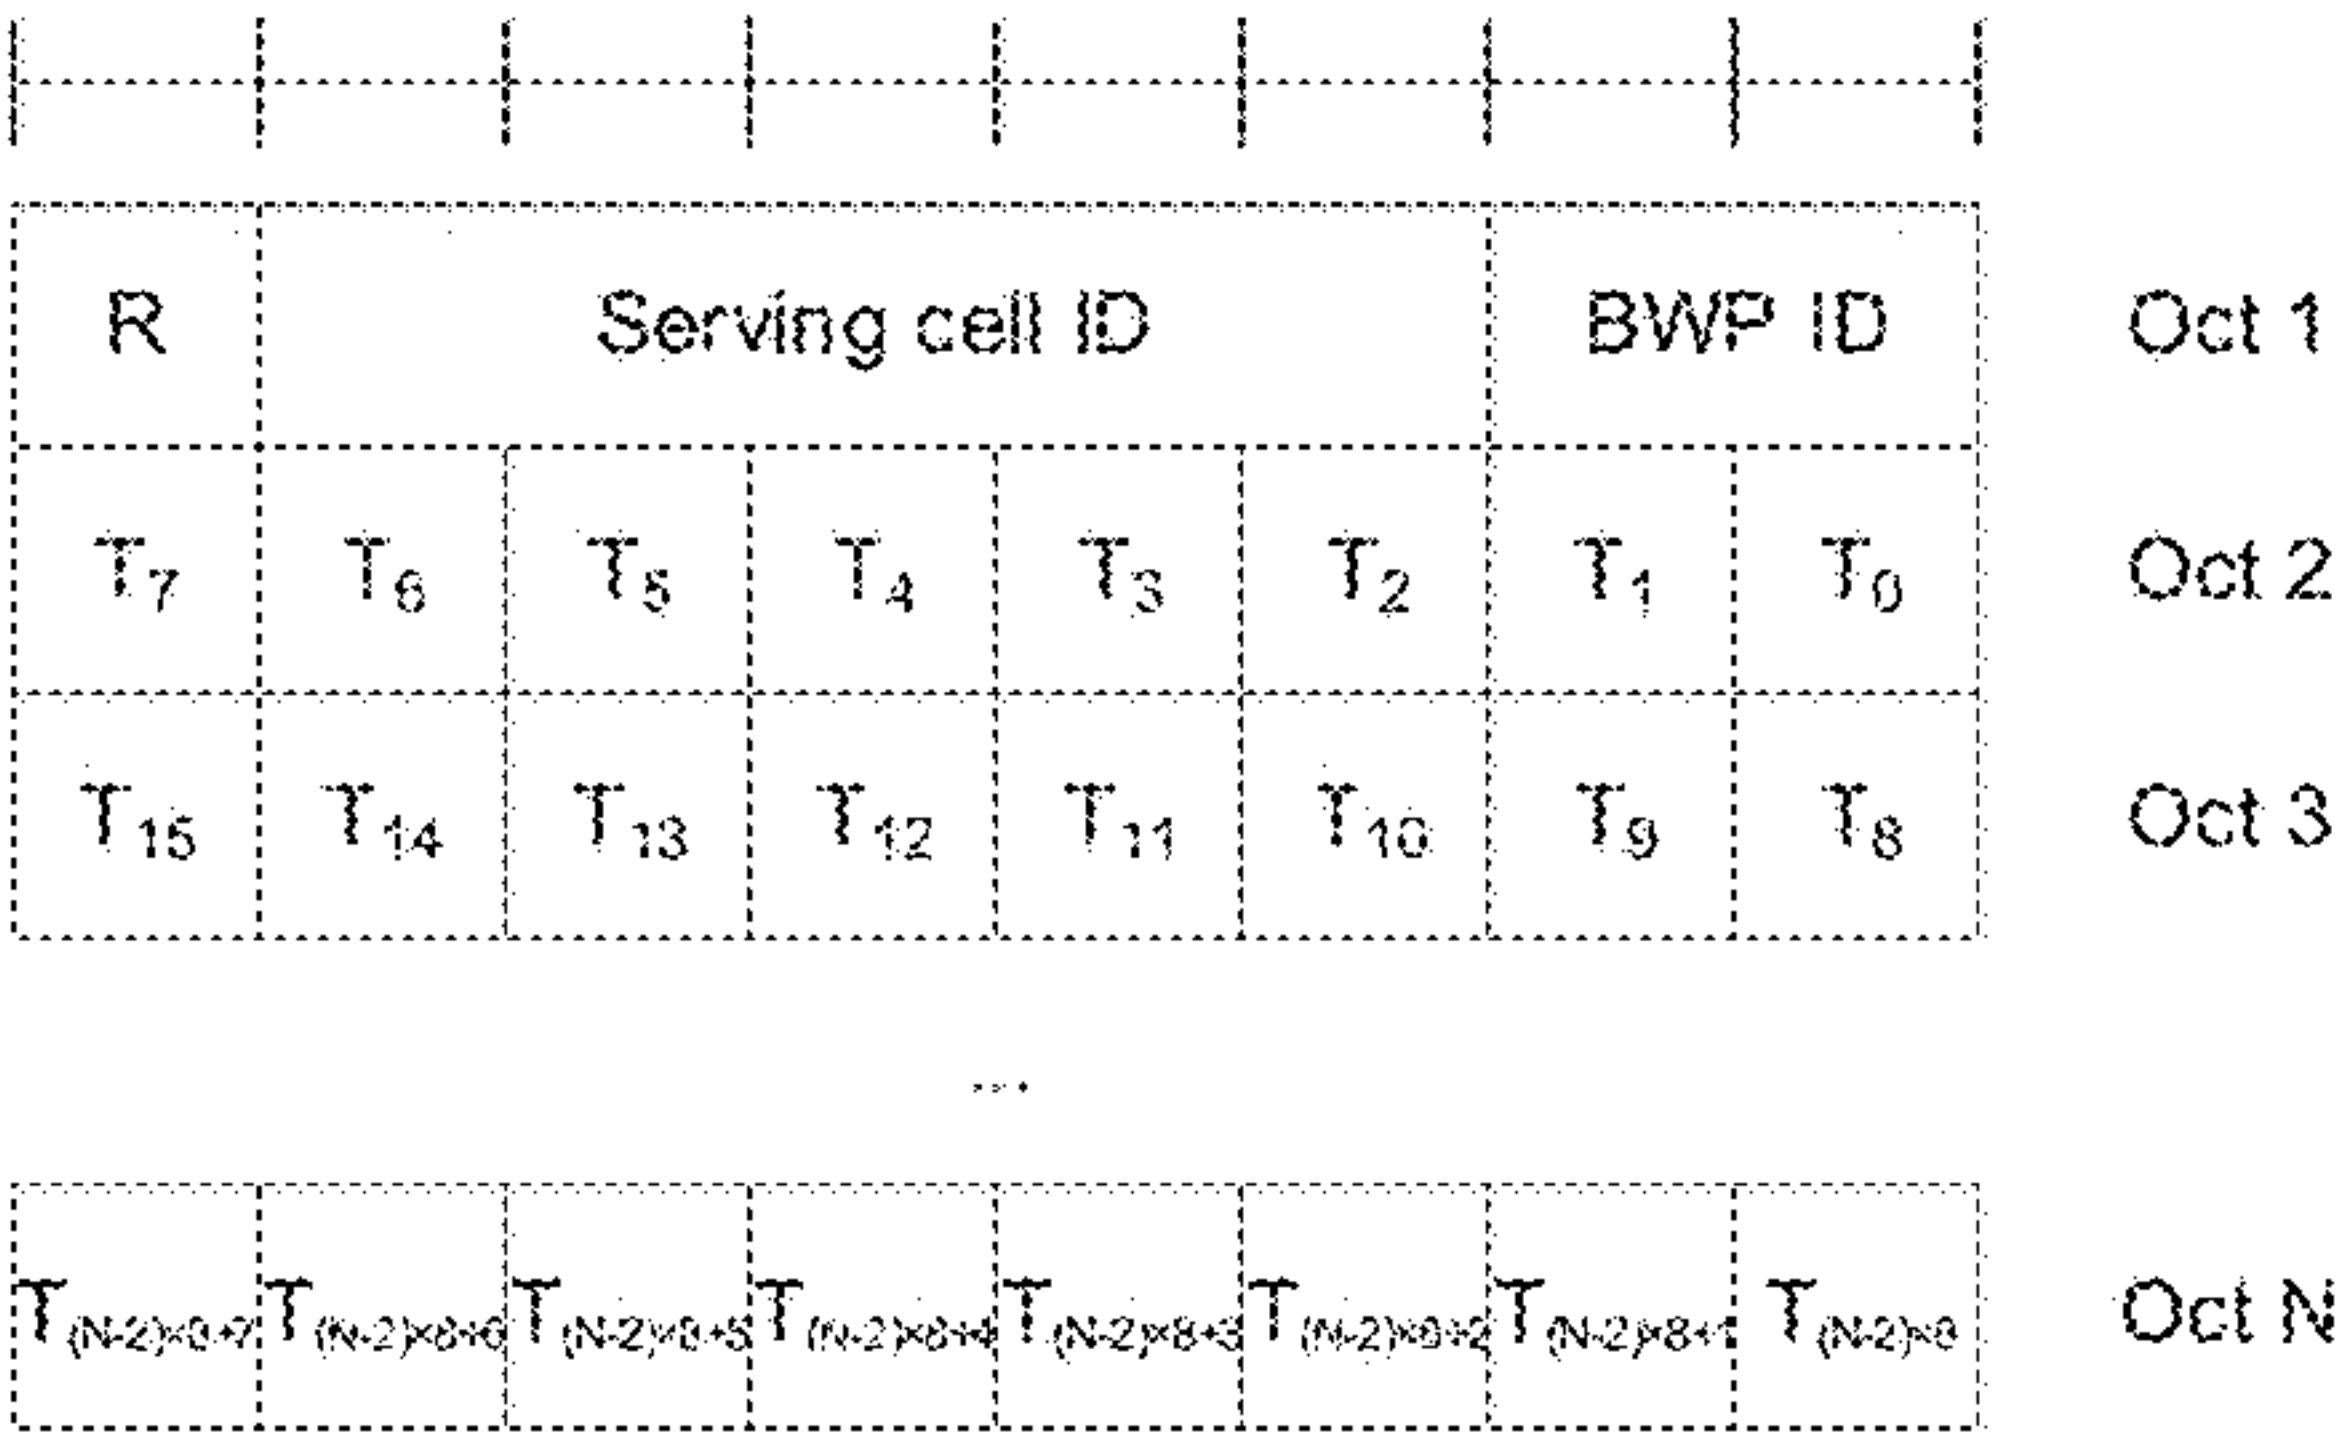 R Serving cell ID BWP ID Oct 1
T7 T6 T5 T4 T3 T2 T1 T0 Oct 2
T15 T14 T13 T12 T11 T10 T9 T8 Oct 3
...
T(N-2)×8+7 T(N-2)×8+6 T(N-2)×8+5 T(N-2)×8+4 T(N-2)×8+3 T(N-2)×8+2 T(N-2)×8+1 T(N-2)×8 Oct N